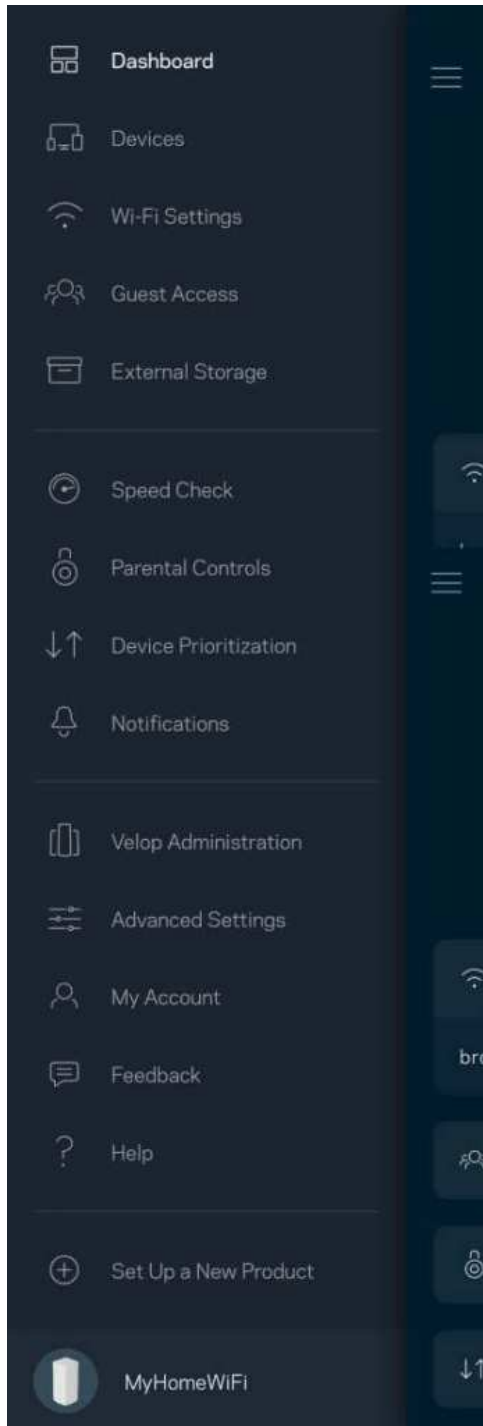 Dashboard
Devices
Wi-Fi Settings
Guest Access
External Storage
Speed Check
Parental Controls
Device Prioritization
Notifications
Velop Administration
Advanced Settings
My Account
bro
Feedback
Help
Set Up a New Product
MyHomeWiFi